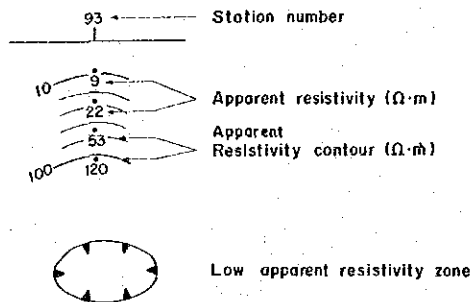 93
Station number
10
9
22
Apparent resistivity (Ω·m)
53
Apparent
Resistivity contour (Ω·m)
100
120
Low apparent resistivity zone